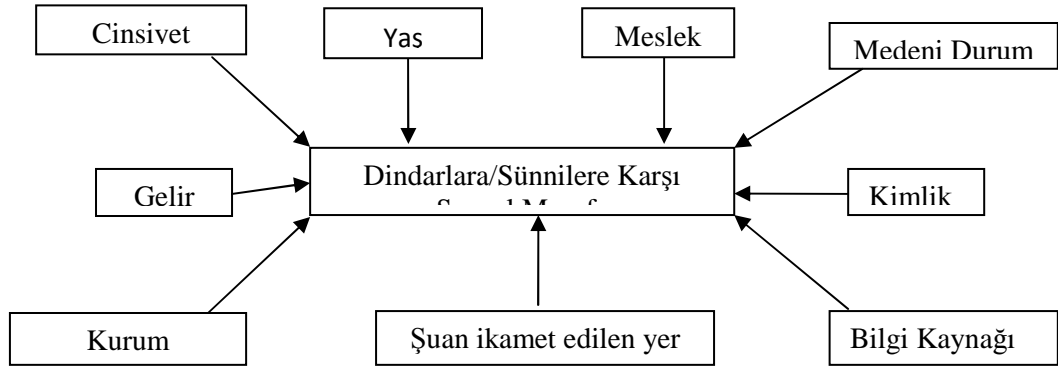 Cinsiyet
Yas
Meslek
Medeni Durum
Dindarlara/Sünnilere Karşı
Gelir
Kimlik
Kurum
Şuan ikamet edilen yer
Bilgi Kaynağı